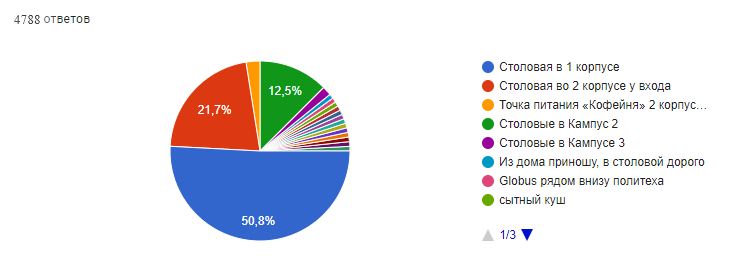 4788 ответов
12,5%
21,7%
50,8%
Столовая в 1 корпусе
Столовая во 2 корпусе у входа
Точка питания «Кофейня» 2 корпус…
Столовые в Кампус 2
Столовые в Кампусе 3
Из дома приношу, в столовой дорого
Globus рядом внизу политеха
сытный куш
1/3